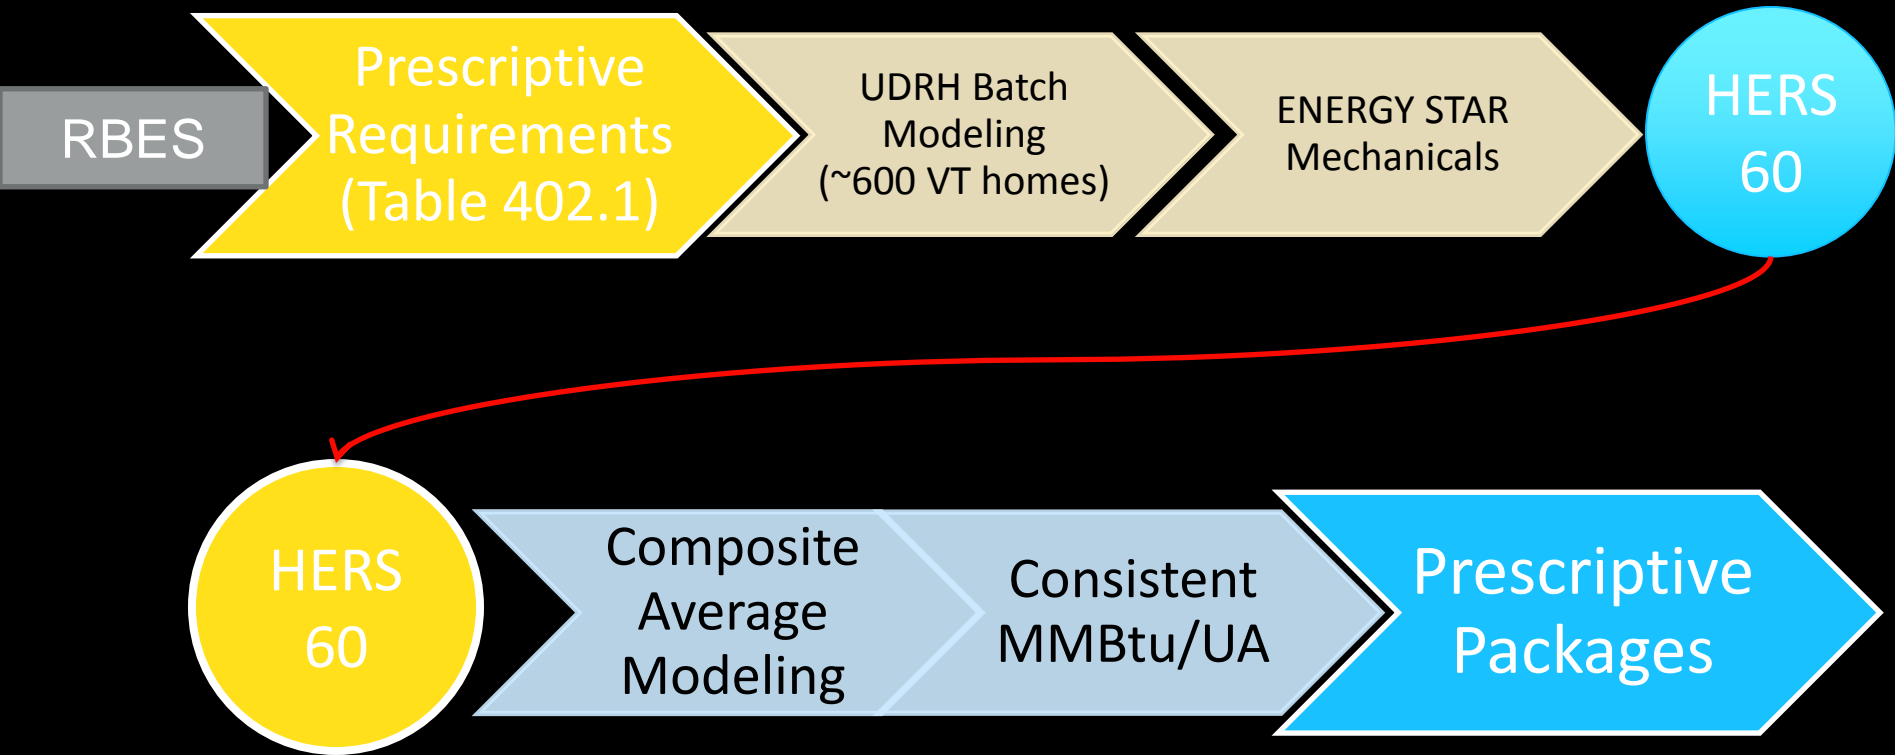 RBES
Prescriptive
Requirements
(Table 402.1)
UDRH Batch
Modeling
(~600 VT homes)
ENERGY STAR
Mechanicals
HERS
60
HERS
60
Composite
Average
Modeling
Consistent
MMBtu/UA
Prescriptive
Packages